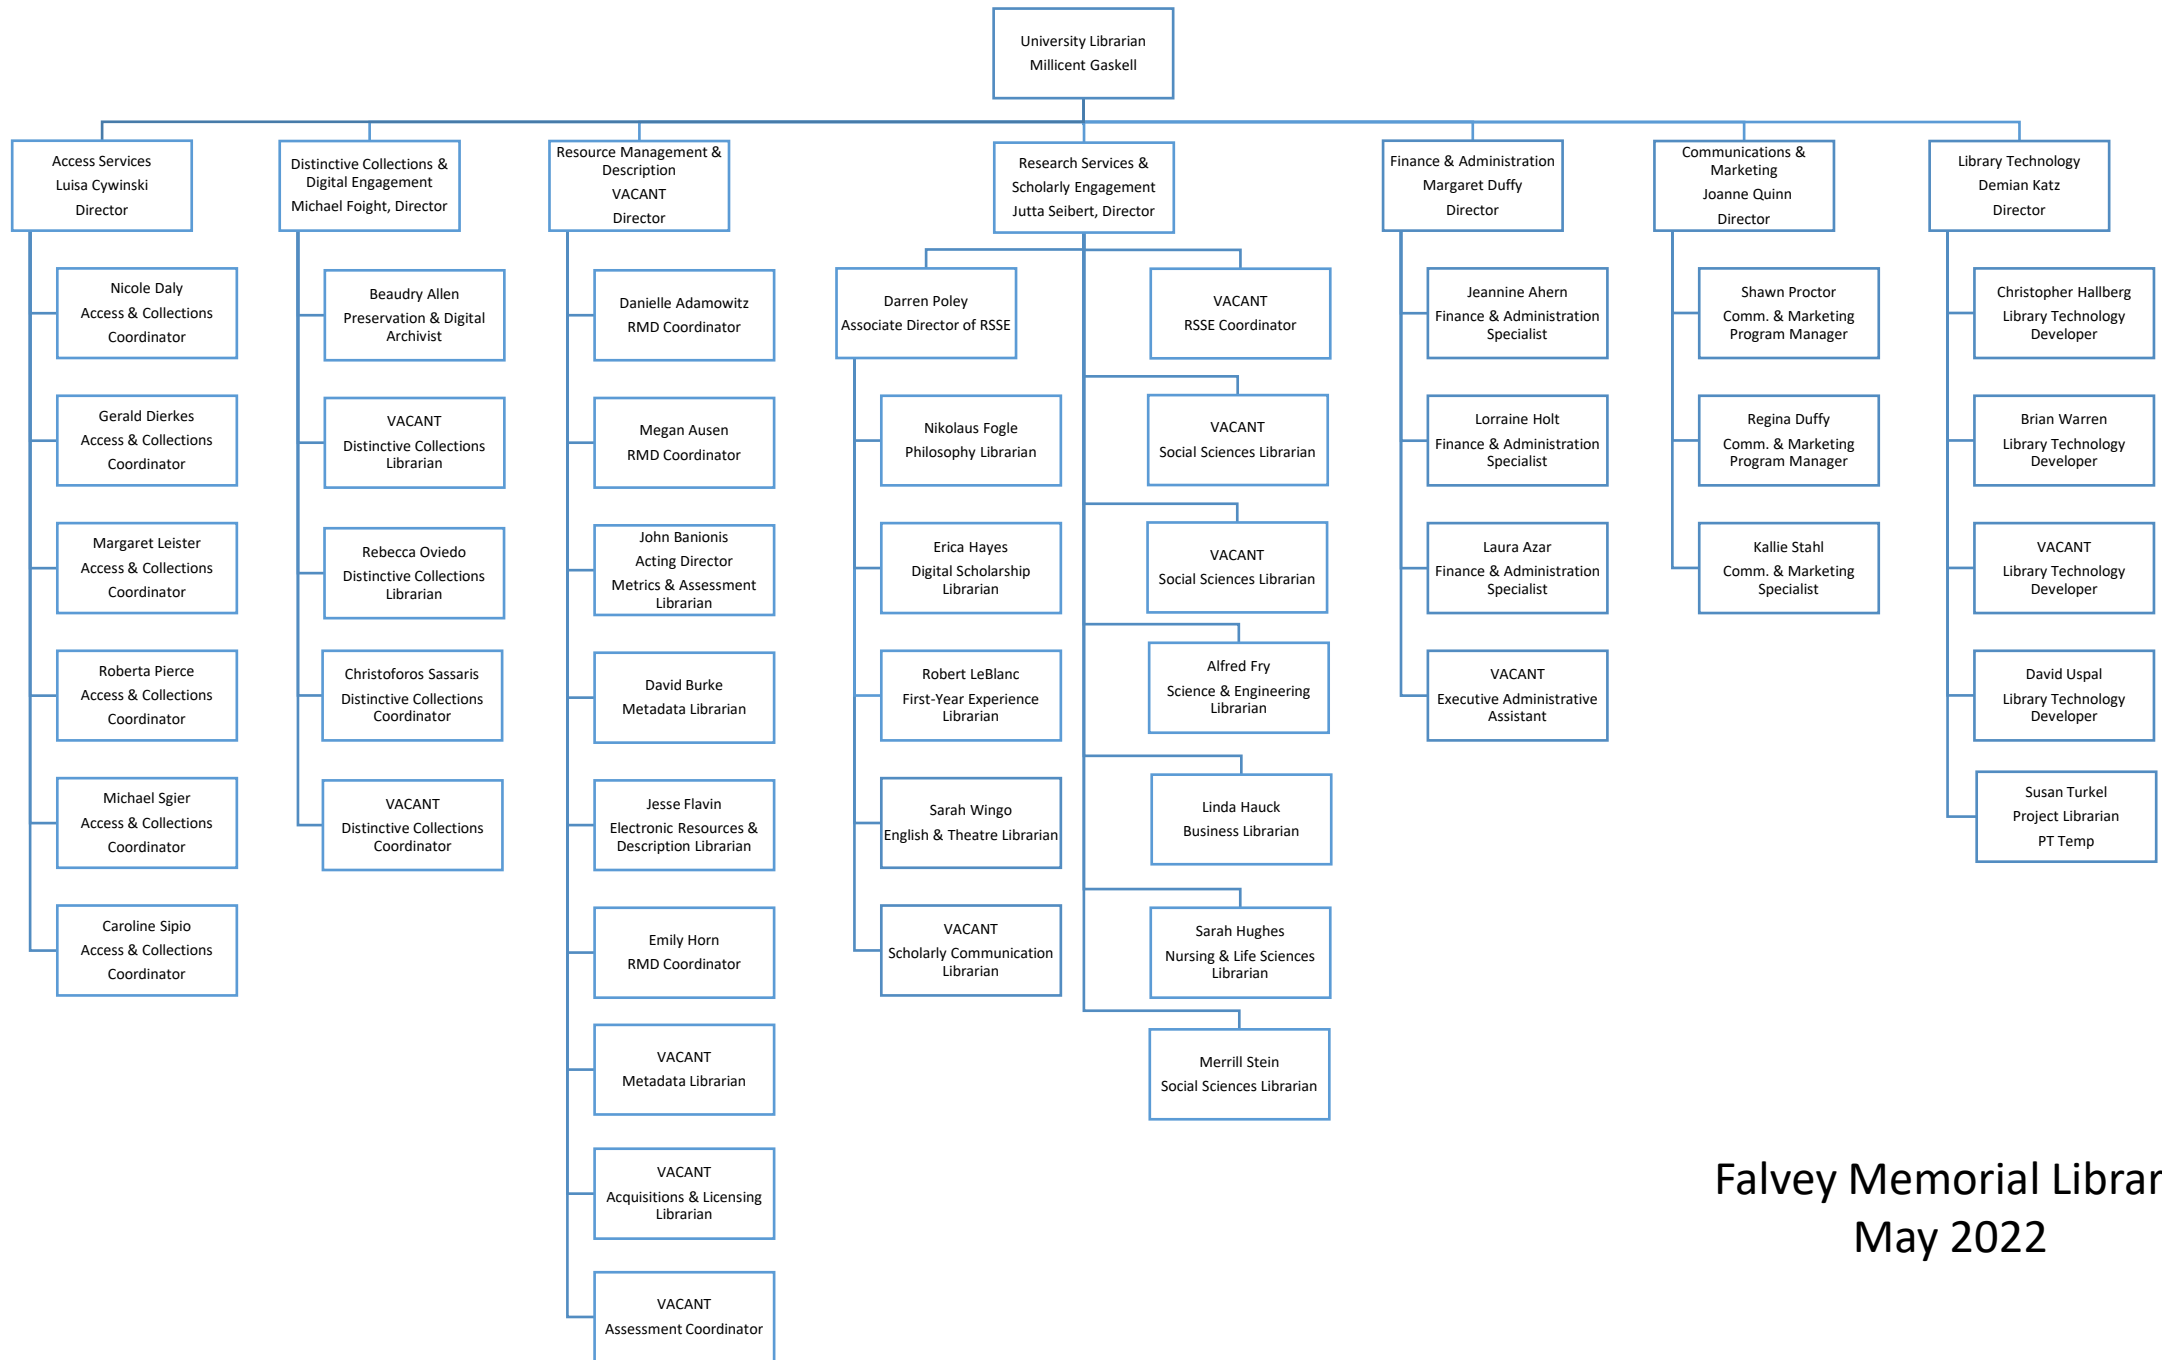 University Librarian
Millicent Gaskell
Access Services
Luisa Cywinski
Director
Distinctive Collections &
Digital Engagement
Michael Foight, Director
Resource Management &
Description
VACANT
Director
Research Services &
Scholarly Engagement
Jutta Seibert, Director
Finance & Administration
Margaret Duffy
Director
Communications &
Marketing
Joanne Quinn
Director
Library Technology
Demian Katz
Director
Nicole Daly
Access & Collections
Coordinator
Gerald Dierkes
Access & Collections
Coordinator
Margaret Leister
Access & Collections
Coordinator
Roberta Pierce
Access & Collections
Coordinator
Michael Sgier
Access & Collections
Coordinator
Caroline Sipio
Access & Collections
Coordinator
Beaudry Allen
Preservation & Digital
Archivist
VACANT
Distinctive Collections
Librarian
Rebecca Oviedo
Distinctive Collections
Librarian
Christoforos Sassaris
Distinctive Collections
Coordinator
VACANT
Distinctive Collections
Coordinator
Danielle Adamowitz
RMD Coordinator
Megan Ausen
RMD Coordinator
John Banionis
Acting Director
Metrics & Assessment
Librarian
David Burke
Metadata Librarian
Jesse Flavin
Electronic Resources &
Description Librarian
Emily Horn
RMD Coordinator
VACANT
Metadata Librarian
VACANT
Acquisitions & Licensing
Librarian
VACANT
Assessment Coordinator
Darren Poley
Associate Director of RSSE
Nikolaus Fogle
Philosophy Librarian
Erica Hayes
Digital Scholarship
Librarian
Robert LeBlanc
First-Year Experience
Librarian
Sarah Wingo
English & Theatre Librarian
VACANT
Scholarly Communication
Librarian
VACANT
RSSE Coordinator
VACANT
Social Sciences Librarian
VACANT
Social Sciences Librarian
Alfred Fry
Science & Engineering
Librarian
Linda Hauck
Business Librarian
Sarah Hughes
Nursing & Life Sciences
Librarian
Merrill Stein
Social Sciences Librarian
Jeannine Ahern
Finance & Administration
Specialist
Lorraine Holt
Finance & Administration
Specialist
Laura Azar
Finance & Administration
Specialist
VACANT
Executive Administrative
Assistant
Shawn Proctor
Comm. & Marketing
Program Manager
Regina Duffy
Comm. & Marketing
Program Manager
Kallie Stahl
Comm. & Marketing
Specialist
Christopher Hallberg
Library Technology
Developer
Brian Warren
Library Technology
Developer
VACANT
Library Technology
Developer
David Uspal
Library Technology
Developer
Susan Turkel
Project Librarian
PT Temp
Falvey Memorial Librar
May 2022